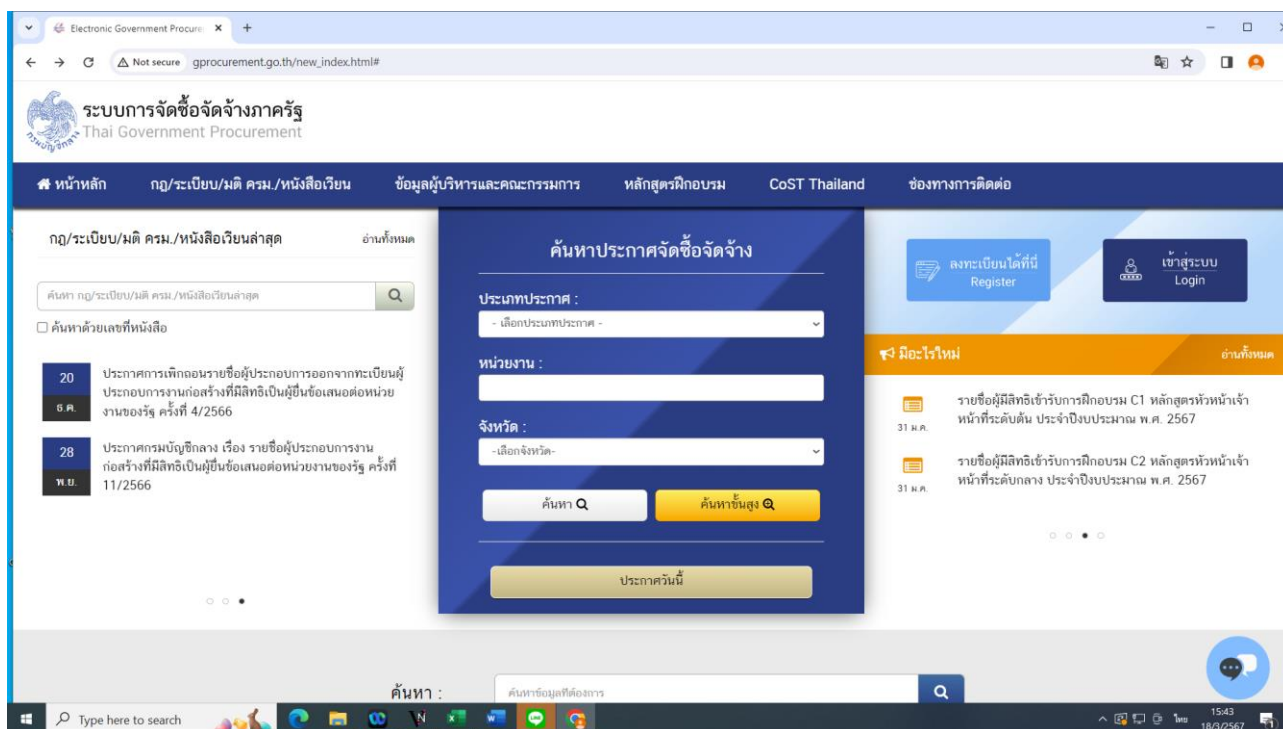 Electronic Government Procure
Not secure gprocurement.go.th/new_index.html#
ระบบการจัดซื้อจัดจ้างภาครัฐ
Thai Government Procurement
กรมบัญชีกลาง
หน้าหลัก กฎ/ระเบียบ/มติ ครม./หนังสือเวียน ข้อมูลผู้บริหารและคณะกรรมการ หลักสูตรฝึกอบรม CoST Thailand ช่องทางการติดต่อ
กฎ/ระเบียบ/มติ ครม./หนังสือเวียนล่าสุด อ่านทั้งหมด
ค้นหา กฎ/ระเบียบ/มติ ครม./หนังสือเวียนล่าสุด
ค้นหาด้วยเลขที่หนังสือ
20 ธ.ค.
ประกาศการเพิกถอนรายชื่อผู้ประกอบการออกจากทะเบียนผู้
ประกอบการงานก่อสร้างที่มีสิทธิเป็นผู้ยื่นข้อเสนอต่อหน่วย
งานของรัฐ ครั้งที่ 4/2566
28 พ.ย.
ประกาศกรมบัญชีกลาง เรื่อง รายชื่อผู้ประกอบการงาน
ก่อสร้างที่มีสิทธิเป็นผู้ยื่นข้อเสนอต่อหน่วยงานของรัฐ ครั้งที่
11/2566
ค้นหาประกาศจัดซื้อจัดจ้าง
ประเภทประกาศ :
- เลือกประเภทประกาศ -
หน่วยงาน :
จังหวัด :
-เลือกจังหวัด-
ค้นหา ค้นหาขั้นสูง
ประกาศวันนี้
ลงทะเบียนได้ที่นี่
Register
เข้าสู่ระบบ
Login
มีอะไรใหม่ อ่านทั้งหมด
31 ม.ค.
รายชื่อผู้มีสิทธิเข้ารับการฝึกอบรม C1 หลักสูตรหัวหน้าเจ้า
หน้าที่ระดับต้น ประจำปีงบประมาณ พ.ศ. 2567
31 ม.ค.
รายชื่อผู้มีสิทธิเข้ารับการฝึกอบรม C2 หลักสูตรหัวหน้าเจ้า
หน้าที่ระดับกลาง ประจำปีงบประมาณ พ.ศ. 2567
ค้นหา : ค้นหาข้อมูลที่ต้องการ
Type here to search
ไทย
15:43
18/3/2567